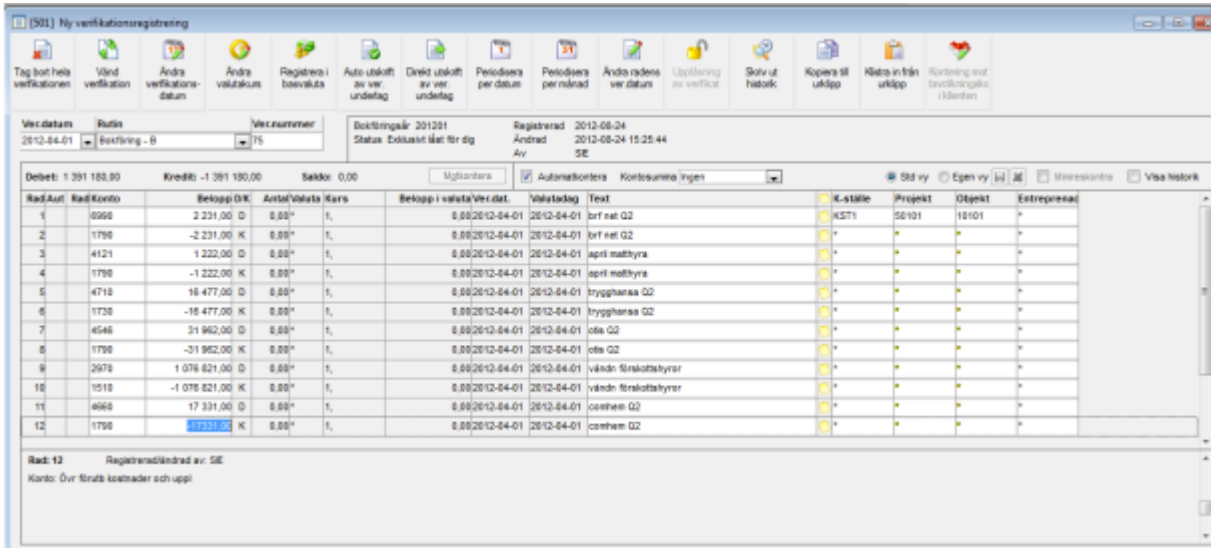 (501) Ny verifikationsregistrering
Tag bort hela verifikationen
Vänd verifikation
Ändra verifikations-datum
Ändra valutakurs
Registrera i basvaluta
Auto utskrift av ver. underlag
Direkt utskrift av ver. underlag
Periodisera per datum
Periodisera per månad
Ändra radens ver.datum
Upplåsning av verifikat
Skriv ut historik
Kopiera till urklipp
Klistra in från urklipp
Kontering mot
i klienten
Ver.datum Rutin Ver.nummer
2012-04-01 Bokföring - B 75
Bokföringsår 201201 Registrerad 2012-08-24
Status Exklusivt låst för dig Ändrad 2012-08-24 15:25:44
Av SIE
Debet: 1 391 180,00 Kredit: -1 391 180,00 Saldo: 0,00 Mgtkontera Automatkontera Kontosumma Ingen Std vy Egen vy Minireskontra Visa historik
Rad Aut Rad Konto Belopp D/K Antal Valuta Kurs Belopp i valuta Ver.dat. Valutadag Text K-ställe Projekt Objekt Entreprenad
1 6990 2 231,00 D 0,00 * 1, 0,00 2012-04-01 2012-04-01 brf net Q2 KST1 50101 10101 *
2 1790 -2 231,00 K 0,00 * 1, 0,00 2012-04-01 2012-04-01 brf net Q2 * * * *
3 4121 1 222,00 D 0,00 * 1, 0,00 2012-04-01 2012-04-01 april matthyra * * * *
4 1790 -1 222,00 K 0,00 * 1, 0,00 2012-04-01 2012-04-01 april matthyra * * * *
5 4710 16 477,00 D 0,00 * 1, 0,00 2012-04-01 2012-04-01 trygghansa Q2 * * * *
6 1730 -16 477,00 K 0,00 * 1, 0,00 2012-04-01 2012-04-01 trygghansa Q2 * * * *
7 4546 31 962,00 D 0,00 * 1, 0,00 2012-04-01 2012-04-01 otis Q2 * * * *
8 1790 -31 962,00 K 0,00 * 1, 0,00 2012-04-01 2012-04-01 otis Q2 * * * *
9 2970 1 076 821,00 D 0,00 * 1, 0,00 2012-04-01 2012-04-01 vändn förskottshyror * * * *
10 1510 -1 076 821,00 K 0,00 * 1, 0,00 2012-04-01 2012-04-01 vändn förskottshyror * * * *
11 4660 17 331,00 D 0,00 * 1, 0,00 2012-04-01 2012-04-01 comhem Q2 * * * *
12 1790 -17331,00 K 0,00 * 1, 0,00 2012-04-01 2012-04-01 comhem Q2 * * * *
Rad: 12 Registrerad/ändrad av: SIE
Konto: Övr förutb kostnader och uppl